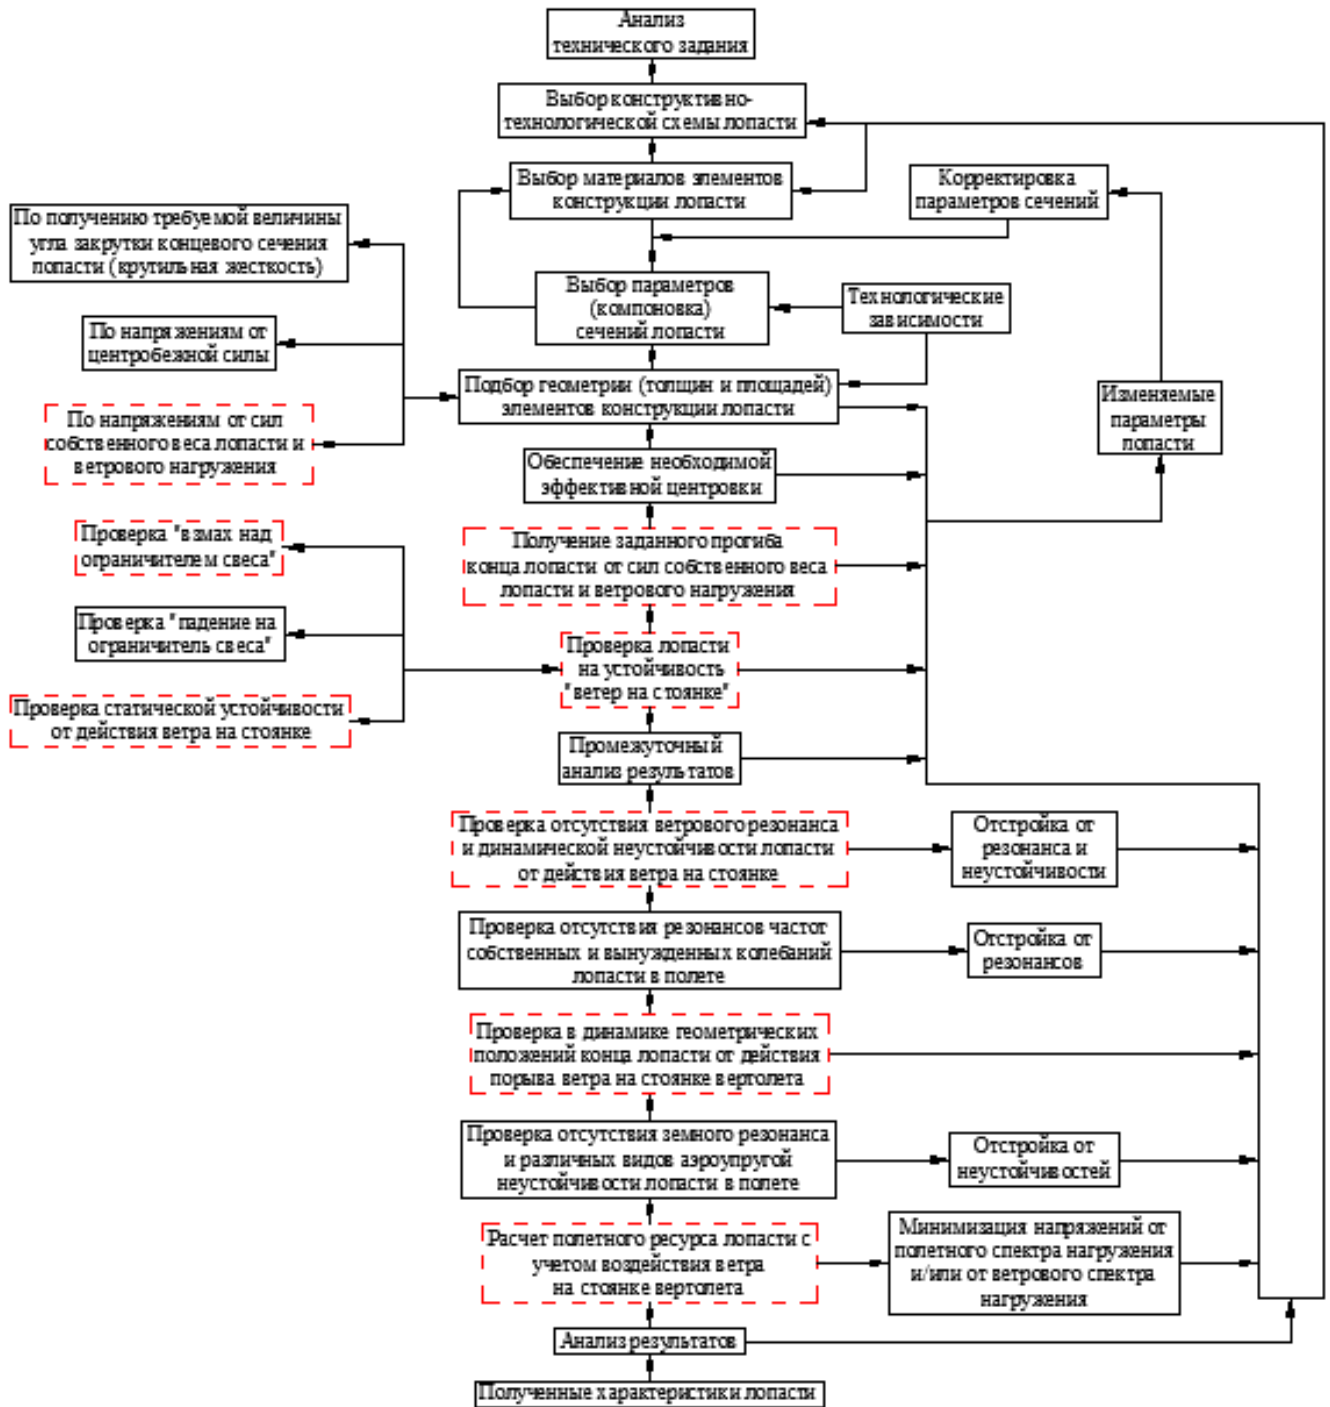 Анализ
технического задания
Выбор конструктивно-
технологической схемы лопасти
Выбор материалов элементов
конструкции лопасти
Корректировка
параметров сечений
По получению требуемой величины
угла закрутки концевого сечения
лопасти (крутильная жесткость)
Выбор параметров
(компоновка)
сечений лопасти
Технологические
зависимости
По напряжениям от
центробежной силы
Подбор геометрии (толщин и площадей)
элементов конструкции лопасти
Изменяемые
параметры
лопасти
По напряжениям от сил
собственного веса лопасти и
ветрового нагружения
Обеспечение необходимой
эффективной центровки
Проверка "взмах над
ограничителем свеса"
Получение заданного прогиба
конца лопасти от сил собственного веса
лопасти и ветрового нагружения
Проверка "падение на
ограничитель свеса"
Проверка лопасти
на устойчивость
"ветер на стоянке"
Проверка статической устойчивости
от действия ветра на стоянке
Промежуточный
анализ результатов
Проверка отсутствия ветрового резонанса
и динамической неустойчивости лопасти
от действия ветра на стоянке
Отстройка от
резонанса и
неустойчивости
Проверка отсутствия резонансов частот
собственных и вынужденных колебаний
лопасти в полете
Отстройка от
резонансов
Проверка в динамике геометрических
положений конца лопасти от действия
порыва ветра на стоянке вертолета
Проверка отсутствия земного резонанса
и различных видов аэроупругой
неустойчивости лопасти в полете
Отстройка от
неустойчивостей
Расчет полетного ресурса лопасти с
учетом воздействия ветра
на стоянке вертолета
Минимизация напряжений от
полетного спектра нагружения
и/или от ветрового спектра
нагружения
Анализ результатов
Полученные характеристики лопасти